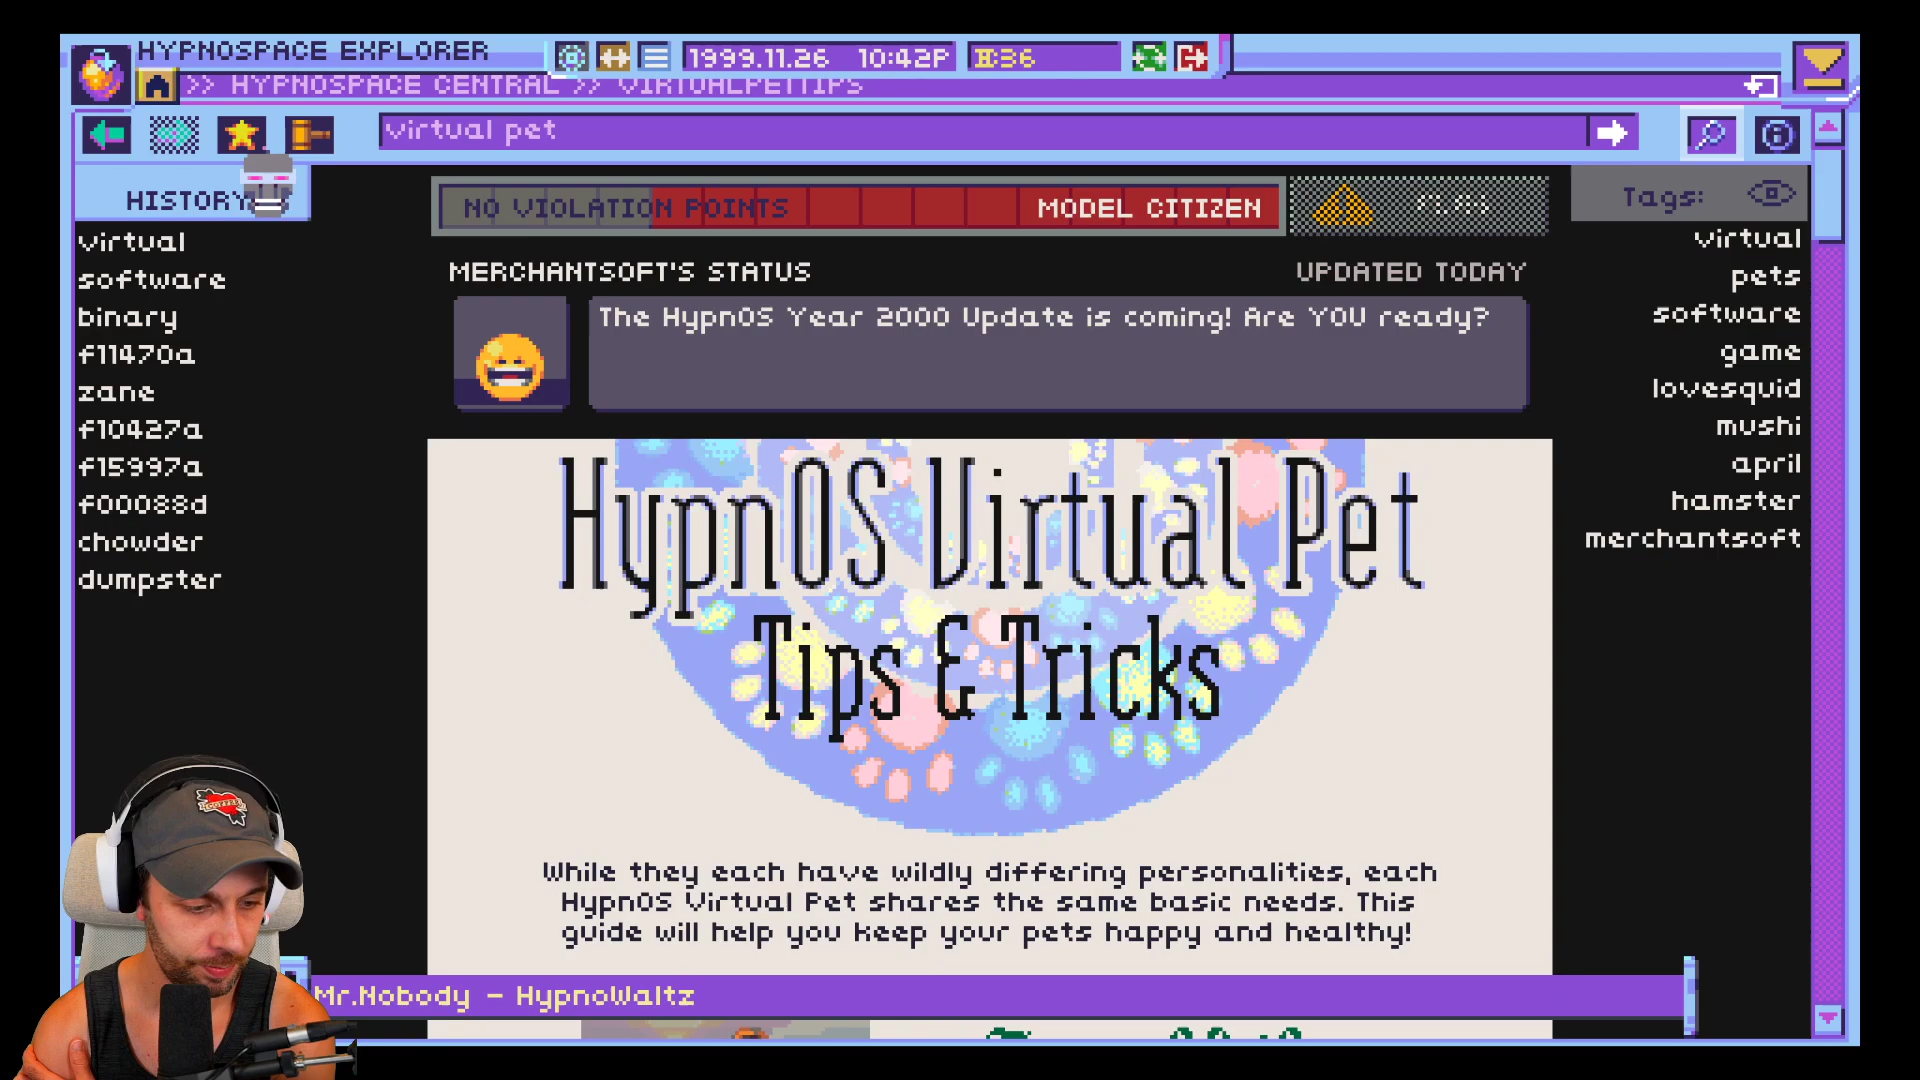 HYPNOSPACE EXPLORER
1999.11.26 10:42P
36
>> HYPNOSPACE CENTRAL >> VIRTUALPETTIPS
virtual pet
HISTORY
virtual
software
binary
f11470a
zane
f10427a
f15997a
f00088d
chowder
dumpster
NO VIOLATION POINTS
MODEL CITIZEN
MERCHANTSOFT'S STATUS
UPDATED TODAY
The HypnOS Year 2000 Update is coming! Are YOU ready?
HypnOS Virtual Pet
Tips & Tricks
While they each have wildly differing personalities, each
HypnOS Virtual Pet shares the same basic needs. This
guide will help you keep your pets happy and healthy!
Mr.Nobody - HypnoWaltz
Tags:
virtual
pets
software
game
lovesquid
mushi
april
hamster
merchantsoft